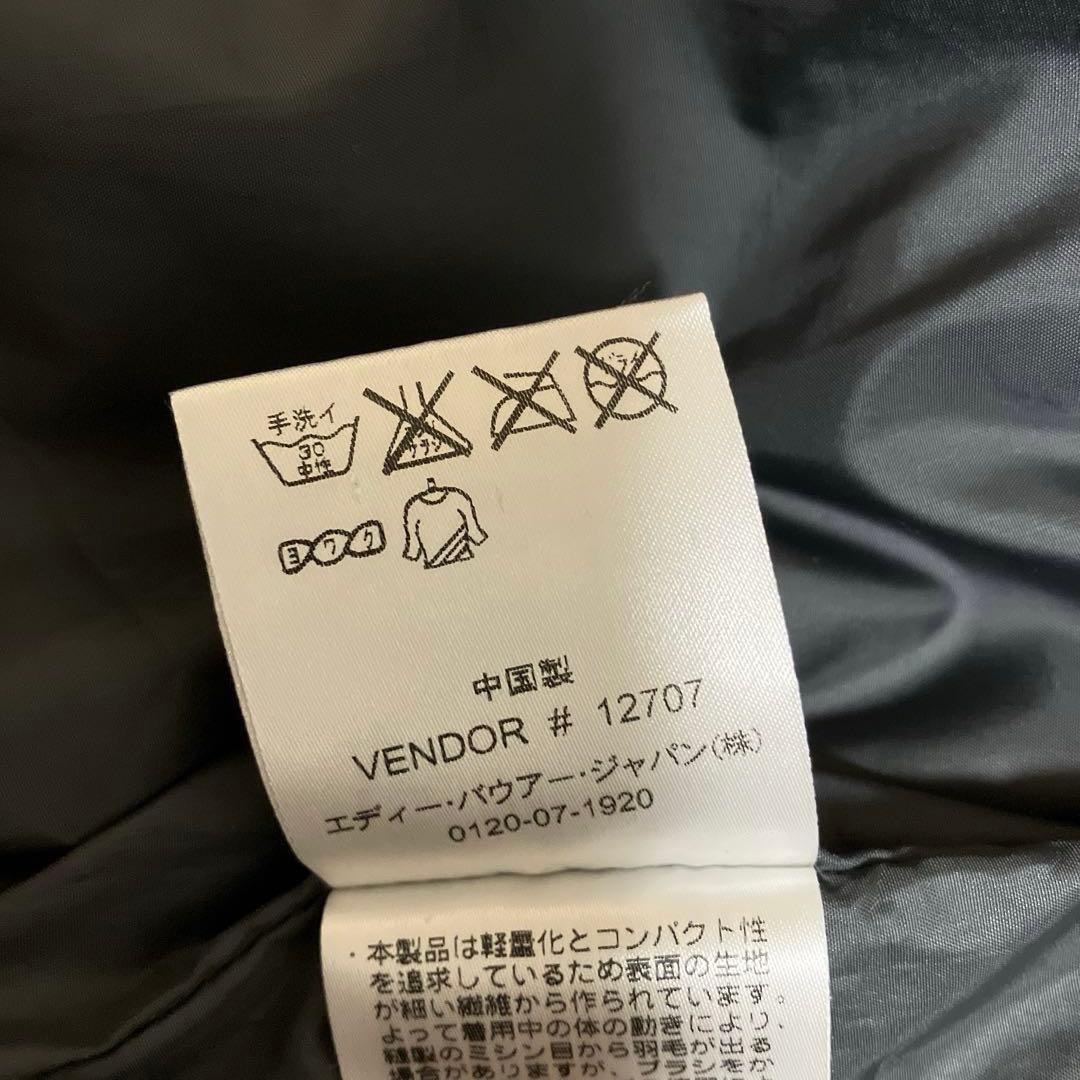 手洗イ
30
中性
ドライ
ヨワク
中国製
VENDOR # 12707
エディー・バウアー・ジャパン(株)
0120-07-1920
・本製品は軽量化とコンパクト性
を追求しているため表面の生地
が細い繊維から作られています。
よって着用中の体の動きにより、
縫製のミシン目から羽毛が出る
場合がありますが、ブラシをか